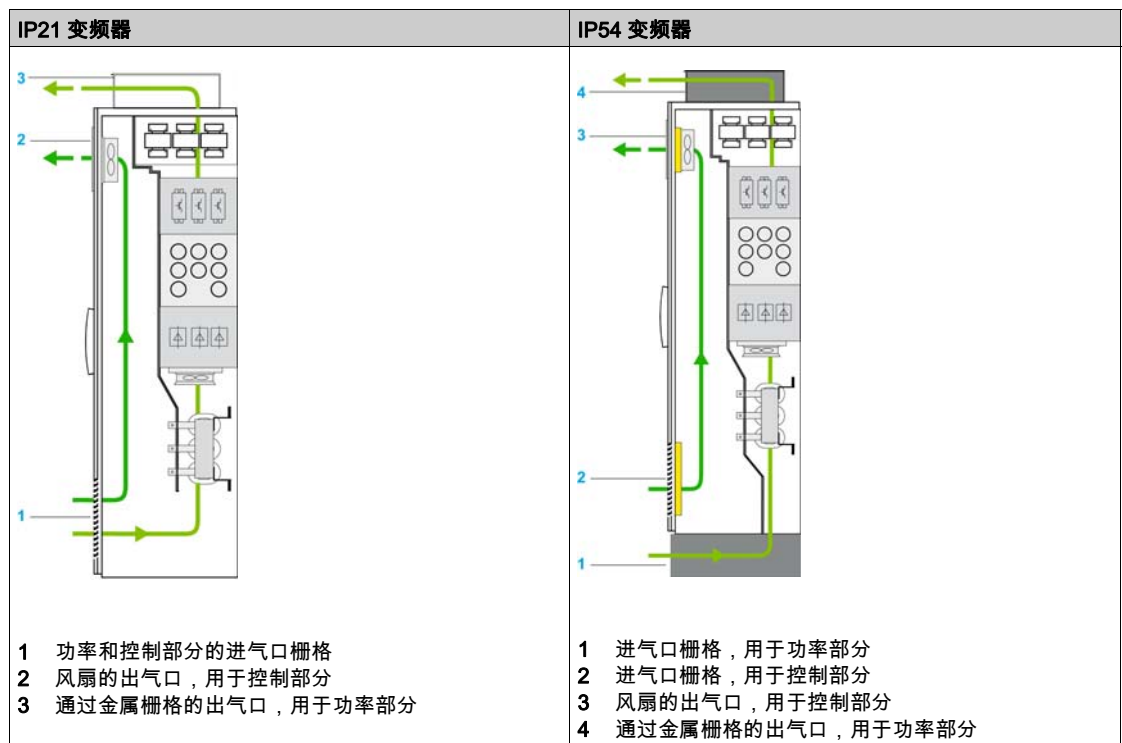 IP21 变频器
3
2
1
1 功率和控制部分的进气口栅格
2 风扇的出气口，用于控制部分
3 通过金属栅格的出气口，用于功率部分
IP54 变频器
4
3
2
1
1 进气口栅格，用于功率部分
2 进气口栅格，用于控制部分
3 风扇的出气口，用于控制部分
4 通过金属栅格的出气口，用于功率部分